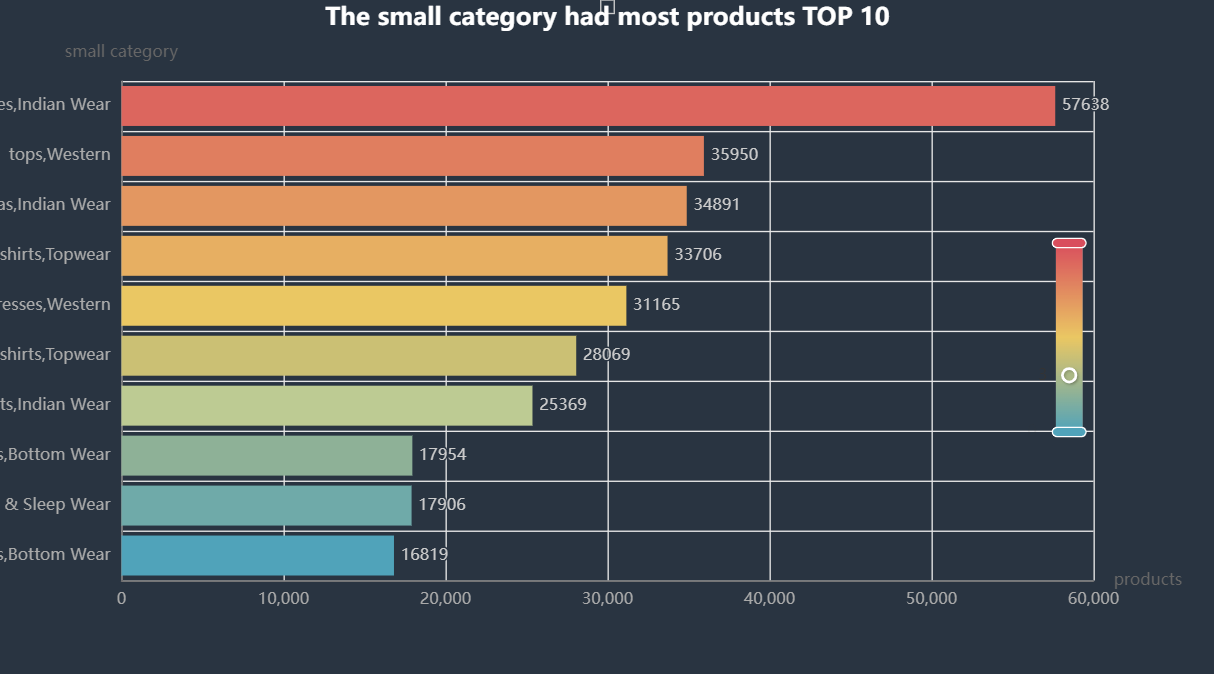 The small category had most products TOP 10
small category
es,Indian Wear 57638
tops,Western 35950
as,Indian Wear 34891
shirts,Topwear 33706
resses,Western 31165
shirts,Topwear 28069
ts,Indian Wear 25369
s,Bottom Wear 17954
& Sleep Wear 17906
s,Bottom Wear 16819
products
0 10,000 20,000 30,000 40,000 50,000 60,000